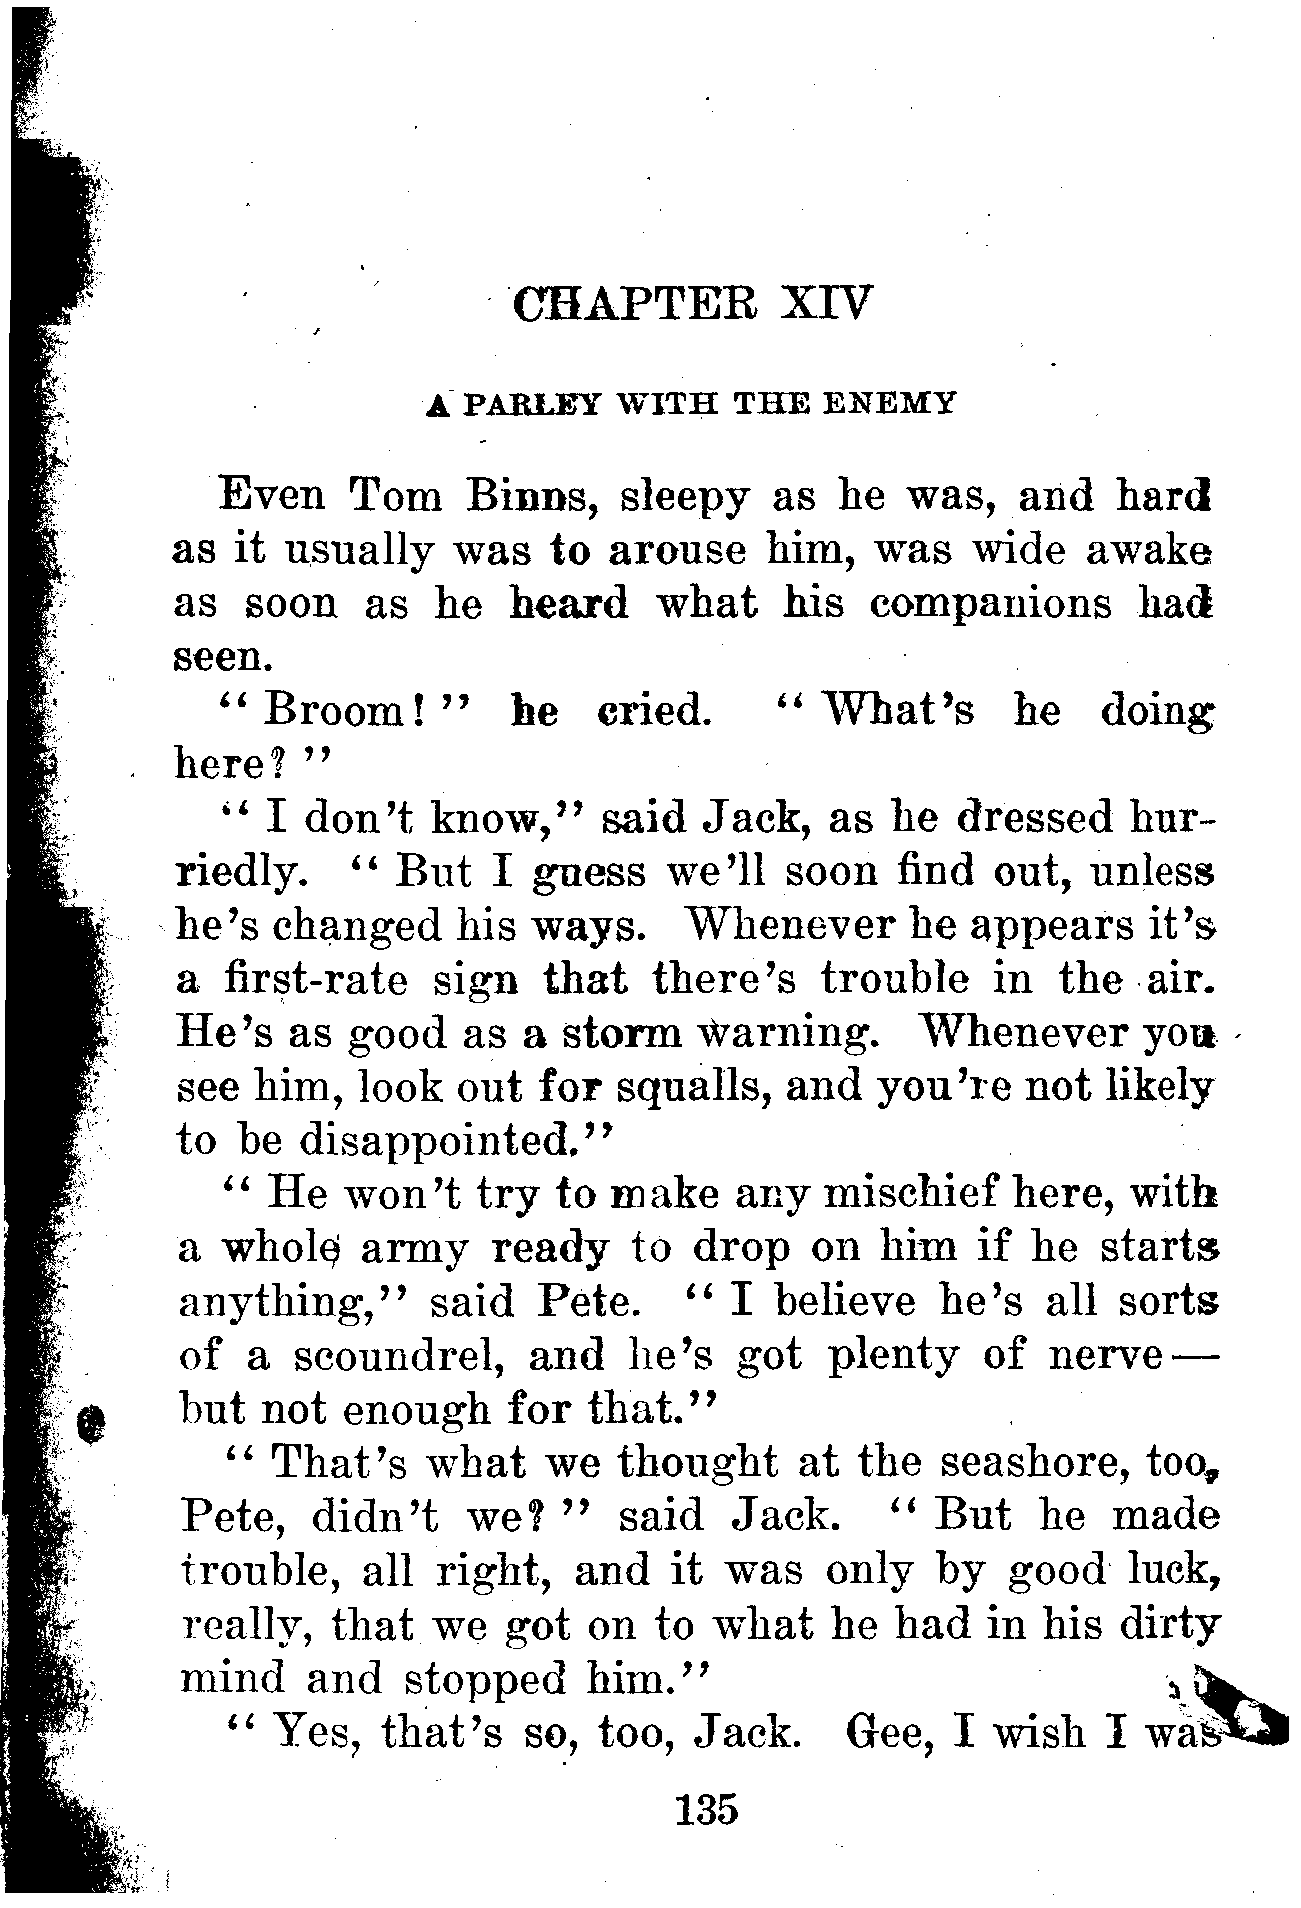 CHAPTER XIV
A PARLEY WITH THE ENEMY
Even Tom Binns, sleepy as he was, and hard
as it usually was to arouse him, was wide awake
as soon as he heard what his companions had
seen.
“ Broom! ” he cried. “ What's he doing
here? ”
“ I don't know,” said Jack, as he dressed hur-
riedly. “ But I guess we'll soon find out, unless
he's changed his ways. Whenever he appears it's
a first-rate sign that there's trouble in the air.
He's as good as a storm warning. Whenever you
see him, look out for squalls, and you're not likely
to be disappointed.”
“ He won't try to make any mischief here, with
a whole army ready to drop on him if he starts
anything,” said Pete. “ I believe he's all sorts
of a scoundrel, and he's got plenty of nerve—
but not enough for that.”
“ That's what we thought at the seashore, too,
Pete, didn't we? ” said Jack. “ But he made
trouble, all right, and it was only by good luck,
really, that we got on to what he had in his dirty
mind and stopped him.”
“ Yes, that's so, too, Jack. Gee, I wish I was
135